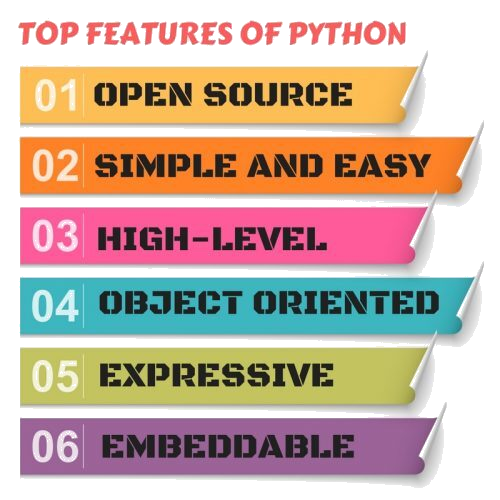 TOP FEATURES OF PYTHON
01 OPEN SOURCE
02 SIMPLE AND EASY
03 HIGH-LEVEL
04 OBJECT ORIENTED
05 EXPRESSIVE
06 EMBEDDABLE